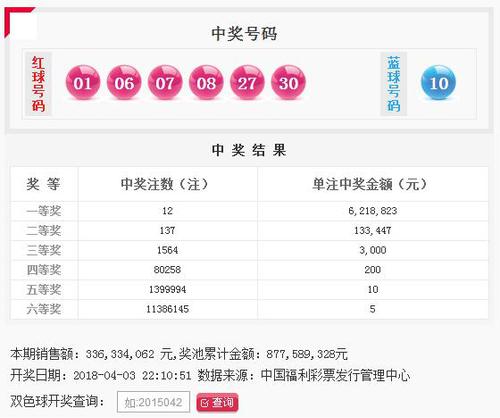 中奖号码
红球号码 01 06 07 08 27 30 蓝球号码 10
中奖结果
奖等 中奖注数（注） 单注中奖金额（元）
一等奖 12 6,218,823
二等奖 137 133,447
三等奖 1564 3,000
四等奖 80258 200
五等奖 1399994 10
六等奖 11386145 5
本期销售额：336,334,062 元,奖池累计金额：877,589,328元
开奖日期：2018-04-03 22:10:51 数据来源：中国福利彩票发行管理中心
双色球开奖查询： 如:2015042 查询